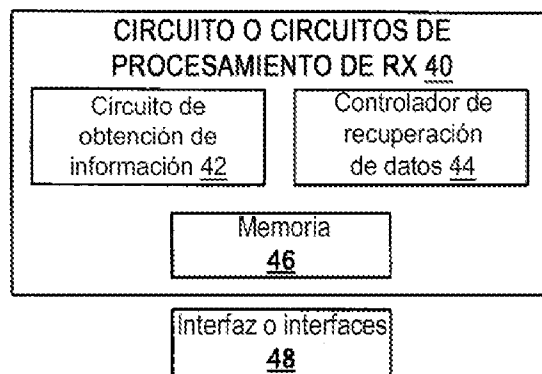 CIRCUITO O CIRCUITOS DE
PROCESAMIENTO DE RX 40
Circuito de
obtención de
información 42
Controlador de
recuperación
de datos 44
Memoria
46
Interfaz o interfaces
48